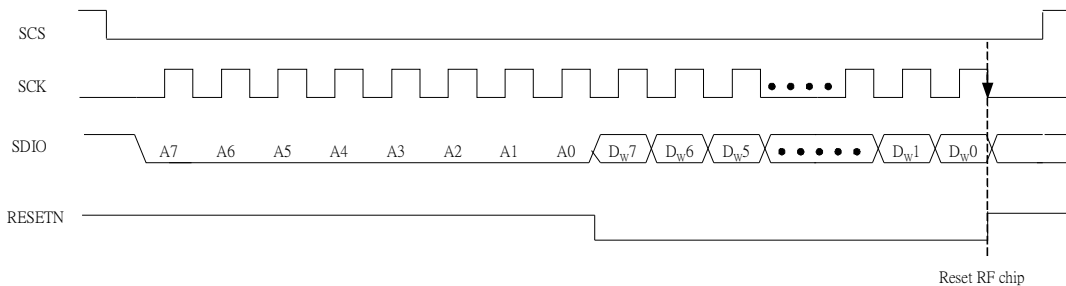 SCS
SCK
SDIO A7 A6 A5 A4 A3 A2 A1 A0 DW7 DW6 DW5 DW1 DW0
RESETN
Reset RF chip